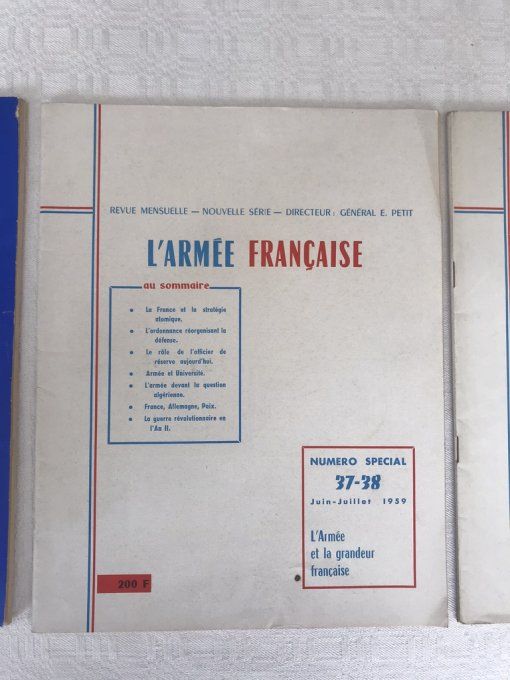 REVUE MENSUELLE — NOUVELLE SÉRIE — DIRECTEUR: GÉNÉRAL E. PETIT
L'ARMÉE FRANÇAISE
au sommaire
• La France et la stratégie
atomique.
• L'ordonnance réorganisant la
défense.
• Le rôle de l'officier de
réserve aujourd'hui.
• Armée et Université.
• L'armée devant la question
algérienne.
• France, Allemagne, Paix.
• La guerre révolutionnaire en
l'An II.
NUMERO SPECIAL
37-38
Juin-Juillet 1959
L'Armée
et la grandeur
française
200 F